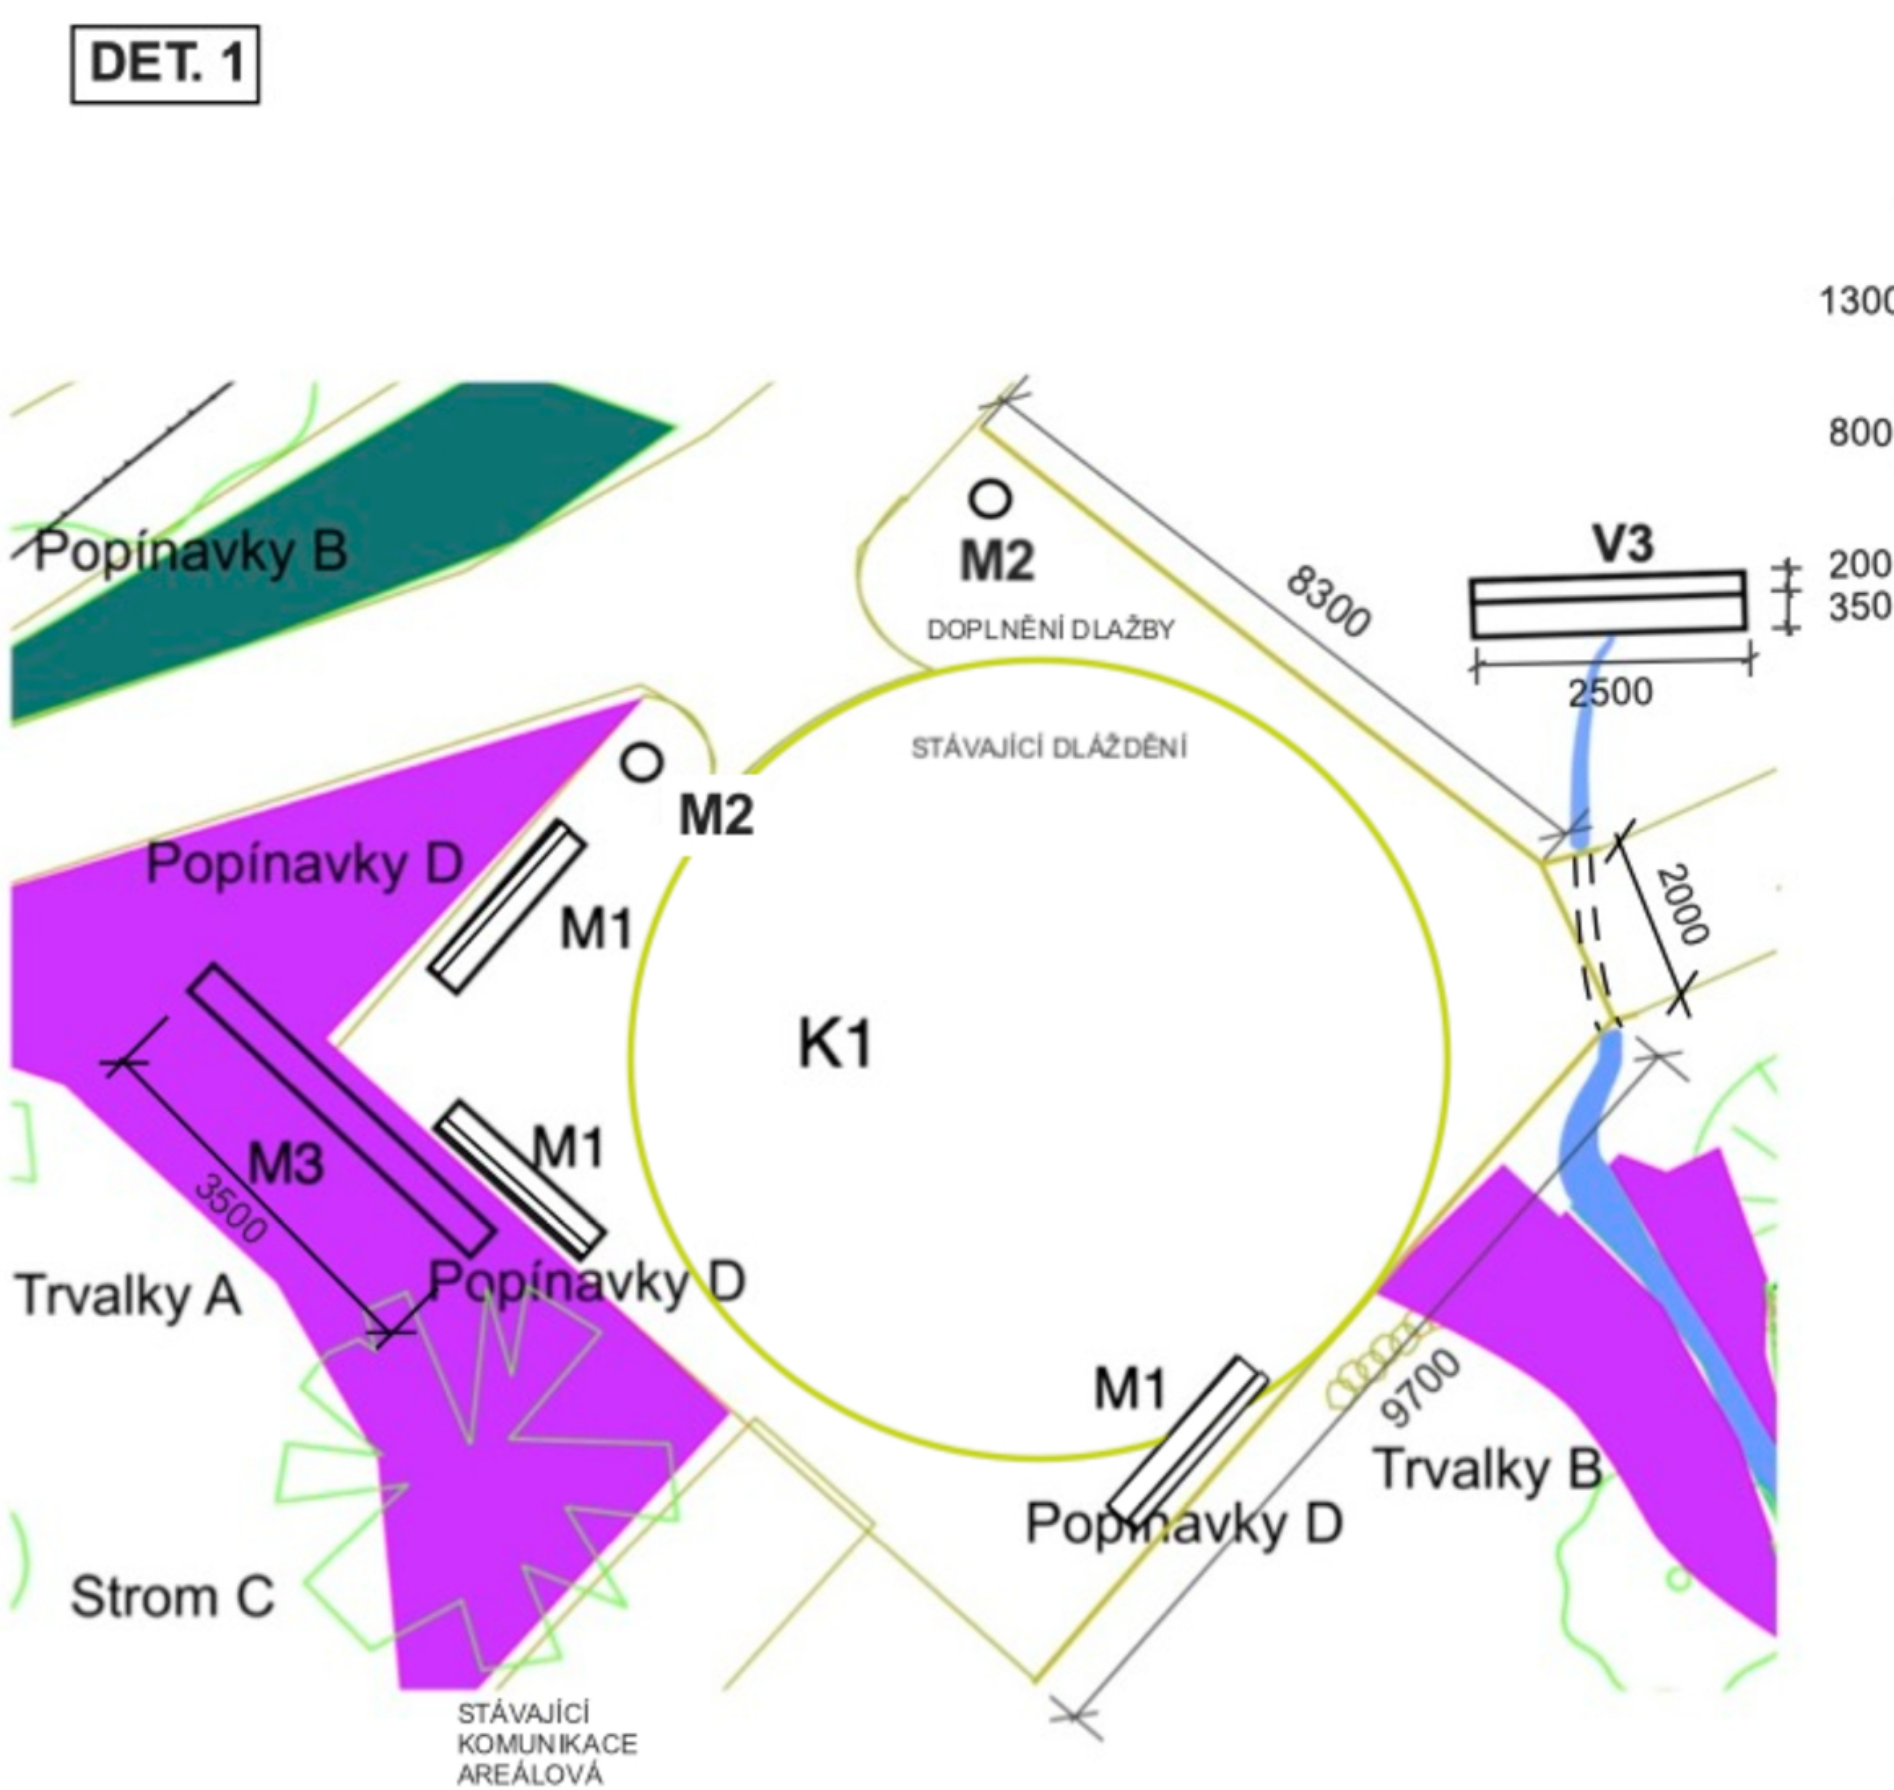 DET. 1
1300
800
Popínavky B
M2
V3
200
350
8300
DOPLNĚNÍ DLAŽBY
2500
STÁVAJÍCÍ DLÁŽDĚNÍ
M2
Popínavky D
M1
2000
K1
M1
M3
3500
Popínavky D
Trvalky A
M1
9700
Trvalky B
Popínavky D
Strom C
STÁVAJÍCÍ
KOMUNIKACE
AREÁLOVÁ